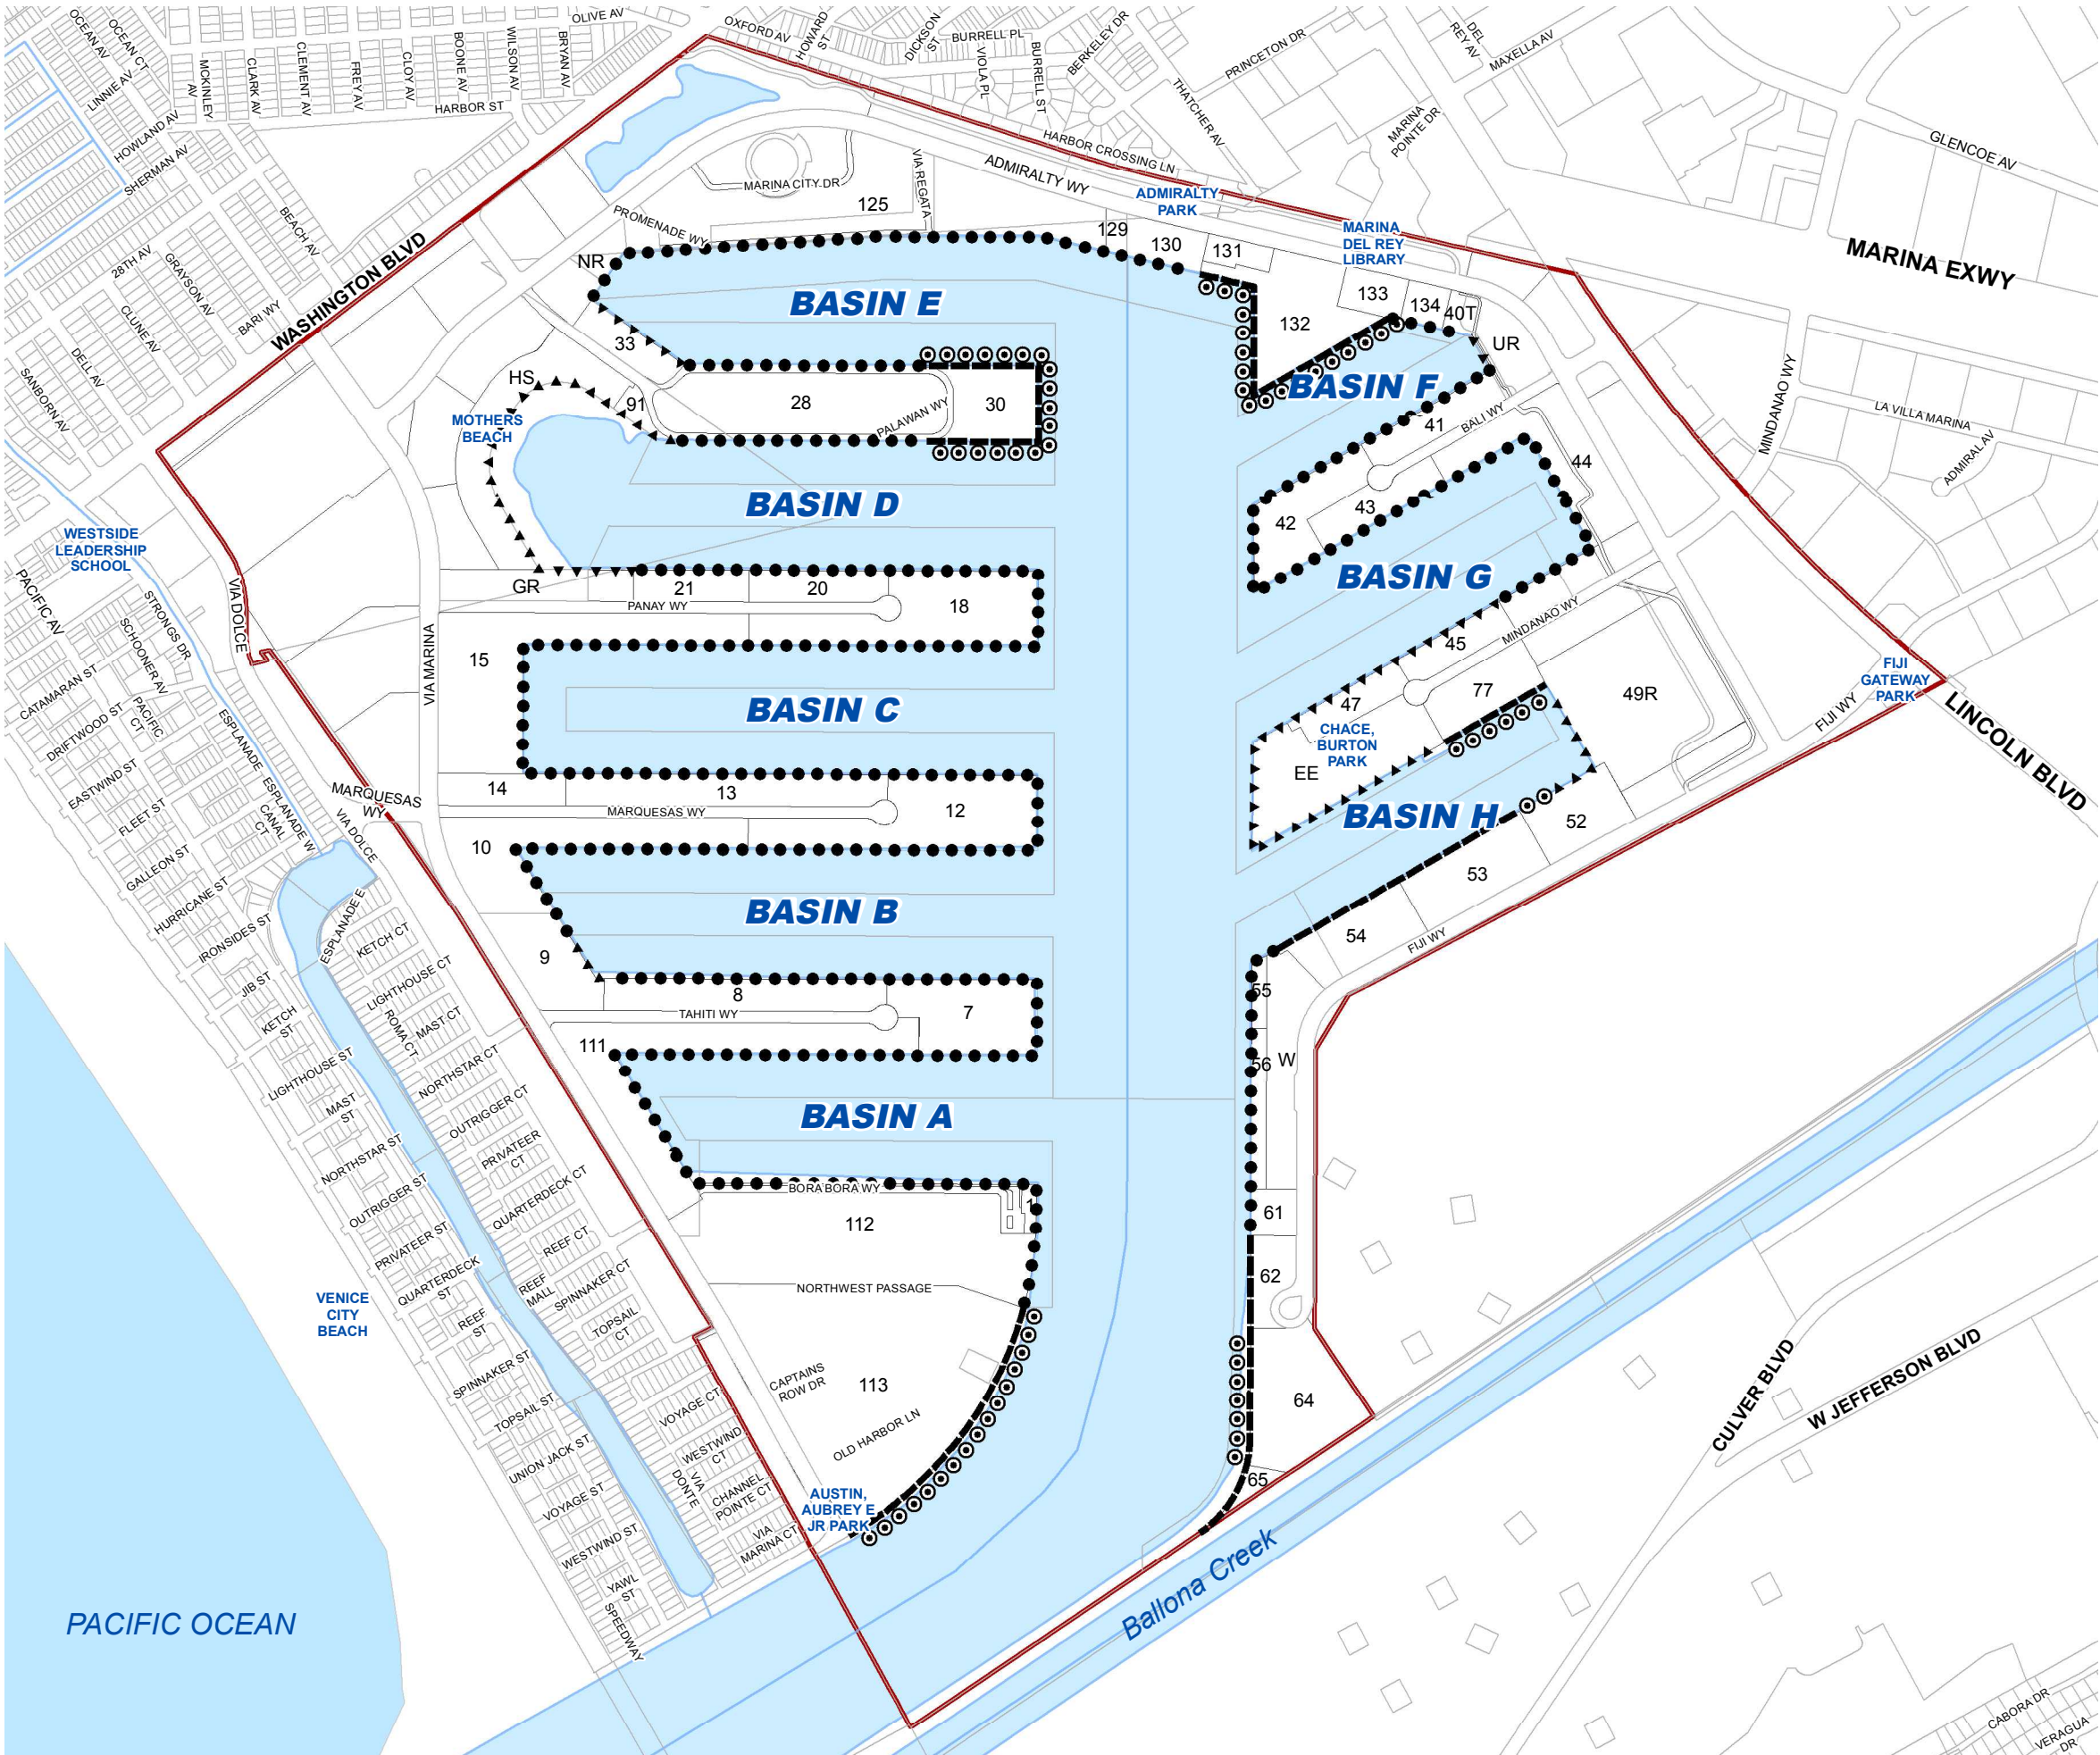 OLIVE AV
OCEAN AV
OCEAN CT
LINNIE AV
MCKINLEY
AV
CLARK AV
CLEMENT AV
FREY AV
CLOY AV
BOONE AV
WILSON AV
BRYAN AV
HARBOR ST
HOWLAND AV
SHERMAN AV
BEACH AV
28TH AV
GRAYSON AV
CLUNE AV
BARI WY
DELL AV
SANBORN AV
WASHINGTON BLVD
OXFORD AV
HOWARD
ST
DICKSON
ST
BURRELL PL
VIOLA PL
BURRELL ST
BERKELEY DR
THATCHER AV
PRINCETON DR
DEL
REY AV
MAXELLA AV
MARINA
POINTE DR
GLENCOE AV
HARBOR CROSSING LN
ADMIRALTY WY
MARINA CITY DR
VIA REGATA
PROMENADE WY
125
129
130
131
ADMIRALTY
PARK
MARINA
DEL REY
LIBRARY
MARINA EXWY
NR
BASIN E
33
HS
91
28
30
PALAWAN WY
MOTHERS
BEACH
132
133
134
40T
UR
BASIN F
41
BALI WY
44
42
43
MINDANAO WY
LA VILLA MARINA
ADMIRAL AV
BASIN D
BASIN G
WESTSIDE
LEADERSHIP
SCHOOL
GR
21
20
18
PANAY WY
VIA DOLCE
VIA MARINA
PACIFIC AV
STRONGS DR
SCHOONER AV
CATAMARAN ST
PACIFIC
CT
DRIFTWOOD ST
EASTWIND ST
FLEET ST
GALLEON ST
HURRICANE ST
IRONSIDES ST
JIB ST
KETCH
ST
LIGHTHOUSE ST
MAST
ST
NORTHSTAR ST
OUTRIGGER ST
PRIVATEER ST
QUARTERDECK
ST
REEF
ST
SPINNAKER ST
TOPSAIL ST
UNION JACK ST
VOYAGE ST
WESTWIND ST
YAWL
ST
SPEEDWAY
ESPLANADE
ESPLANADE W
CANAL
CT
ESPLANADE E
VIA DOLCE
MARQUESAS
WY
15
BASIN C
14
13
12
MARQUESAS WY
10
BASIN B
9
8
7
TAHITI WY
111
BASIN A
BORA BORA WY
1
112
NORTHWEST PASSAGE
CAPTAINS
ROW DR
113
OLD HARBOR LN
AUSTIN,
AUBREY E
JR PARK
KETCH CT
LIGHTHOUSE CT
ROMA CT
MAST CT
NORTHSTAR CT
OUTRIGGER CT
PRIVATEER
CT
QUARTERDECK CT
REEF CT
REEF
MALL
SPINNAKER CT
TOPSAIL
CT
VOYAGE CT
WESTWIND
CT
VIA
DONTE
CHANNEL
POINTE CT
VIA
MARINA CT
45
MINDANAO WY
47
77
49R
CHACE,
BURTON
PARK
EE
BASIN H
52
53
54
FIJI WY
FIJI WY
FIJI
GATEWAY
PARK
LINCOLN BLVD
55
56
W
61
62
64
65
VENICE
CITY
BEACH
PACIFIC OCEAN
Ballona Creek
CULVER BLVD
W JEFFERSON BLVD
CABORA DR
VERAGUA
DR